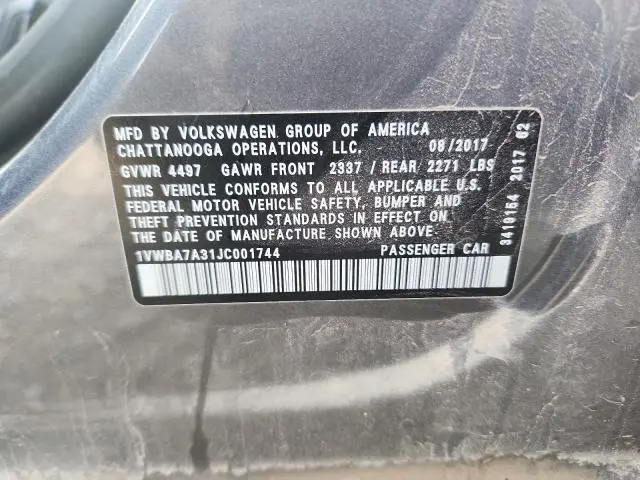 MFD BY VOLKSWAGEN GROUP OF AMERICA
CHATTANOOGA OPERATIONS, LLC. 08/2017
GVWR 4497 GAWR FRONT 2337 / REAR 2271 LBS
THIS VEHICLE CONFORMS TO ALL APPLICABLE U.S.
FEDERAL MOTOR VEHICLE SAFETY, BUMPER AND
THEFT PREVENTION STANDARDS IN EFFECT ON
THE DATE OF MANUFACTURE SHOWN ABOVE.
1VWBA7A31JC001744 PASSENGER CAR
3419154 2017 62